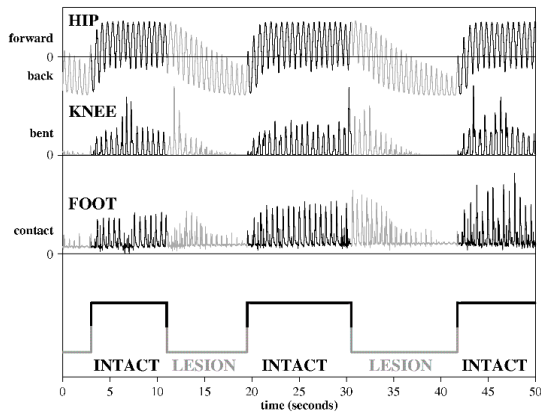 HIP
forward
0
back
KNEE
bent
0
FOOT
contact
0
INTACT LESION INTACT LESION INTACT
0 5 10 15 20 25 30 35 40 45 50
time (seconds)